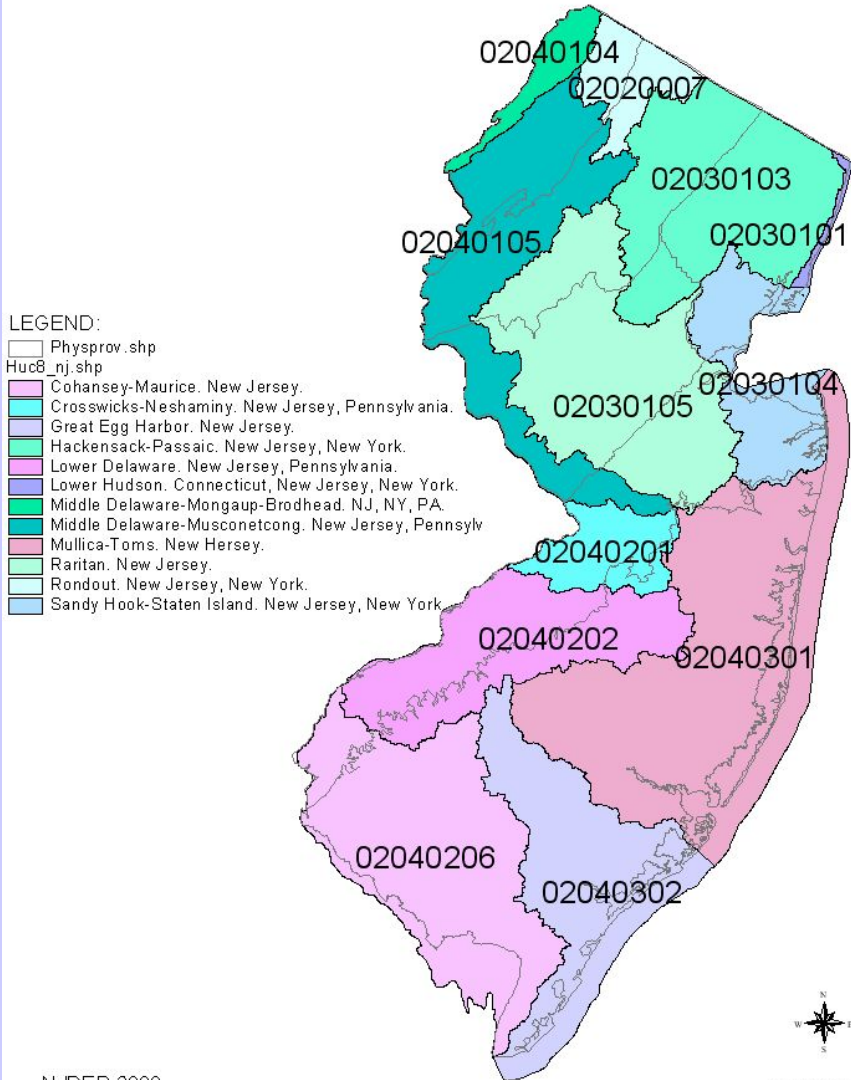 02040104
02020007
02030103
02030101
02040105
LEGEND:
Physprov.shp
Huc8_nj.shp
Cohansey-Maurice. New Jersey.
Crosswicks-Neshaminy. New Jersey, Pennsylvania.
Great Egg Harbor. New Jersey.
Hackensack-Passaic. New Jersey, New York.
Lower Delaware. New Jersey, Pennsylvania.
Lower Hudson. Connecticut, New Jersey, New York.
Middle Delaware-Mongaup-Brodhead. NJ, NY, PA.
Middle Delaware-Musconetcong. New Jersey, Pennsylv
Mullica-Toms. New Hersey.
Raritan. New Jersey.
Rondout. New Jersey, New York.
Sandy Hook-Staten Island. New Jersey, New York.
02030104
02030105
02040201
02040202
02040301
02040206
02040302
N
W E
S